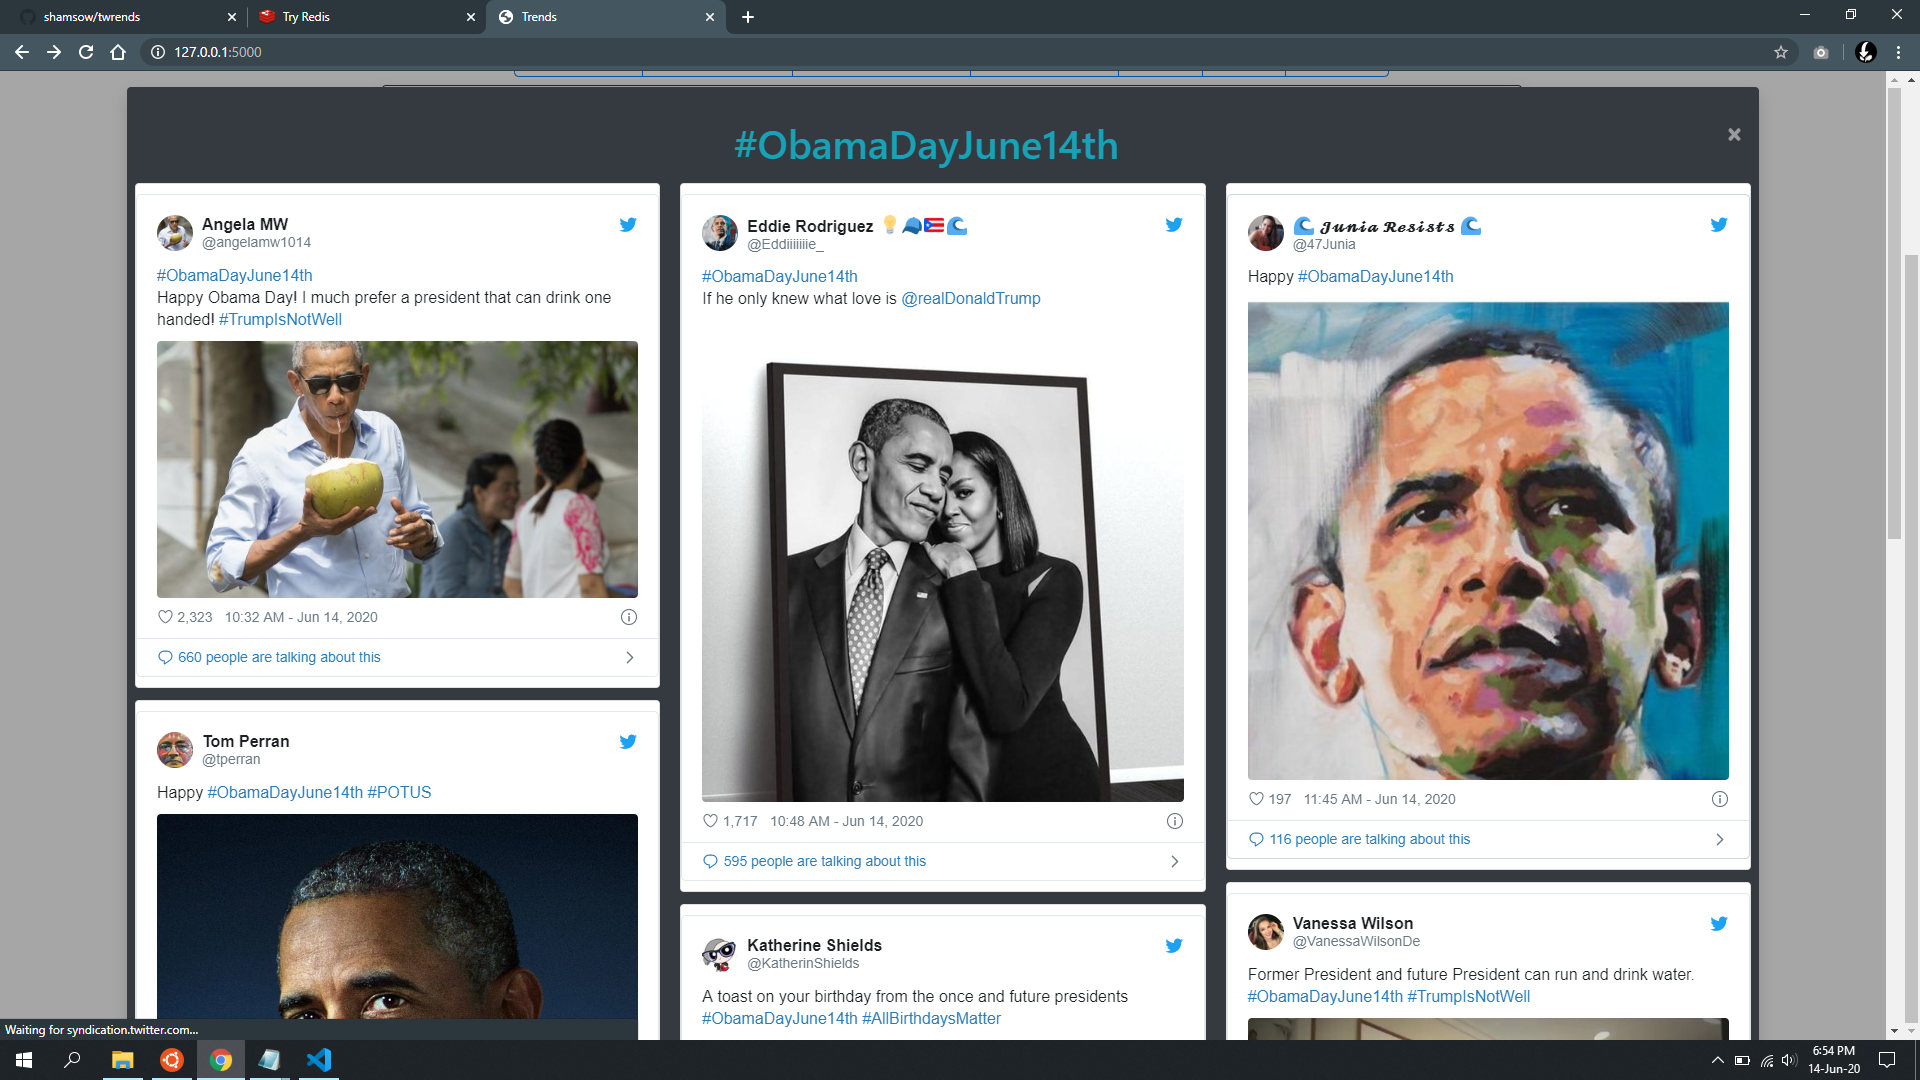 shamsow/twrends
Try Redis
Trends
127.0.0.1:5000
#ObamaDayJune14th
Angela MW
@angelamw1014
#ObamaDayJune14th
Happy Obama Day! I much prefer a president that can drink one
handed! #TrumpIsNotWell
2,323 10:32 AM - Jun 14, 2020
660 people are talking about this
Tom Perran
@tperran
Happy #ObamaDayJune14th #POTUS
Eddie Rodriguez 💡🧢🇵🇷🌊
@Eddiiiiiiie_
#ObamaDayJune14th
If he only knew what love is @realDonaldTrump
1,717 10:48 AM - Jun 14, 2020
595 people are talking about this
Katherine Shields
@KatherinShields
A toast on your birthday from the once and future presidents
#ObamaDayJune14th #AllBirthdaysMatter
🌊 𝓙𝓾𝓷𝓲𝓪 𝓡𝓮𝓼𝓲𝓼𝓽𝓼 🌊
@47Junia
Happy #ObamaDayJune14th
197 11:45 AM - Jun 14, 2020
116 people are talking about this
Vanessa Wilson
@VanessaWilsonDe
Former President and future President can run and drink water.
#ObamaDayJune14th #TrumpIsNotWell
Waiting for syndication.twitter.com...
6:54 PM
14-Jun-20